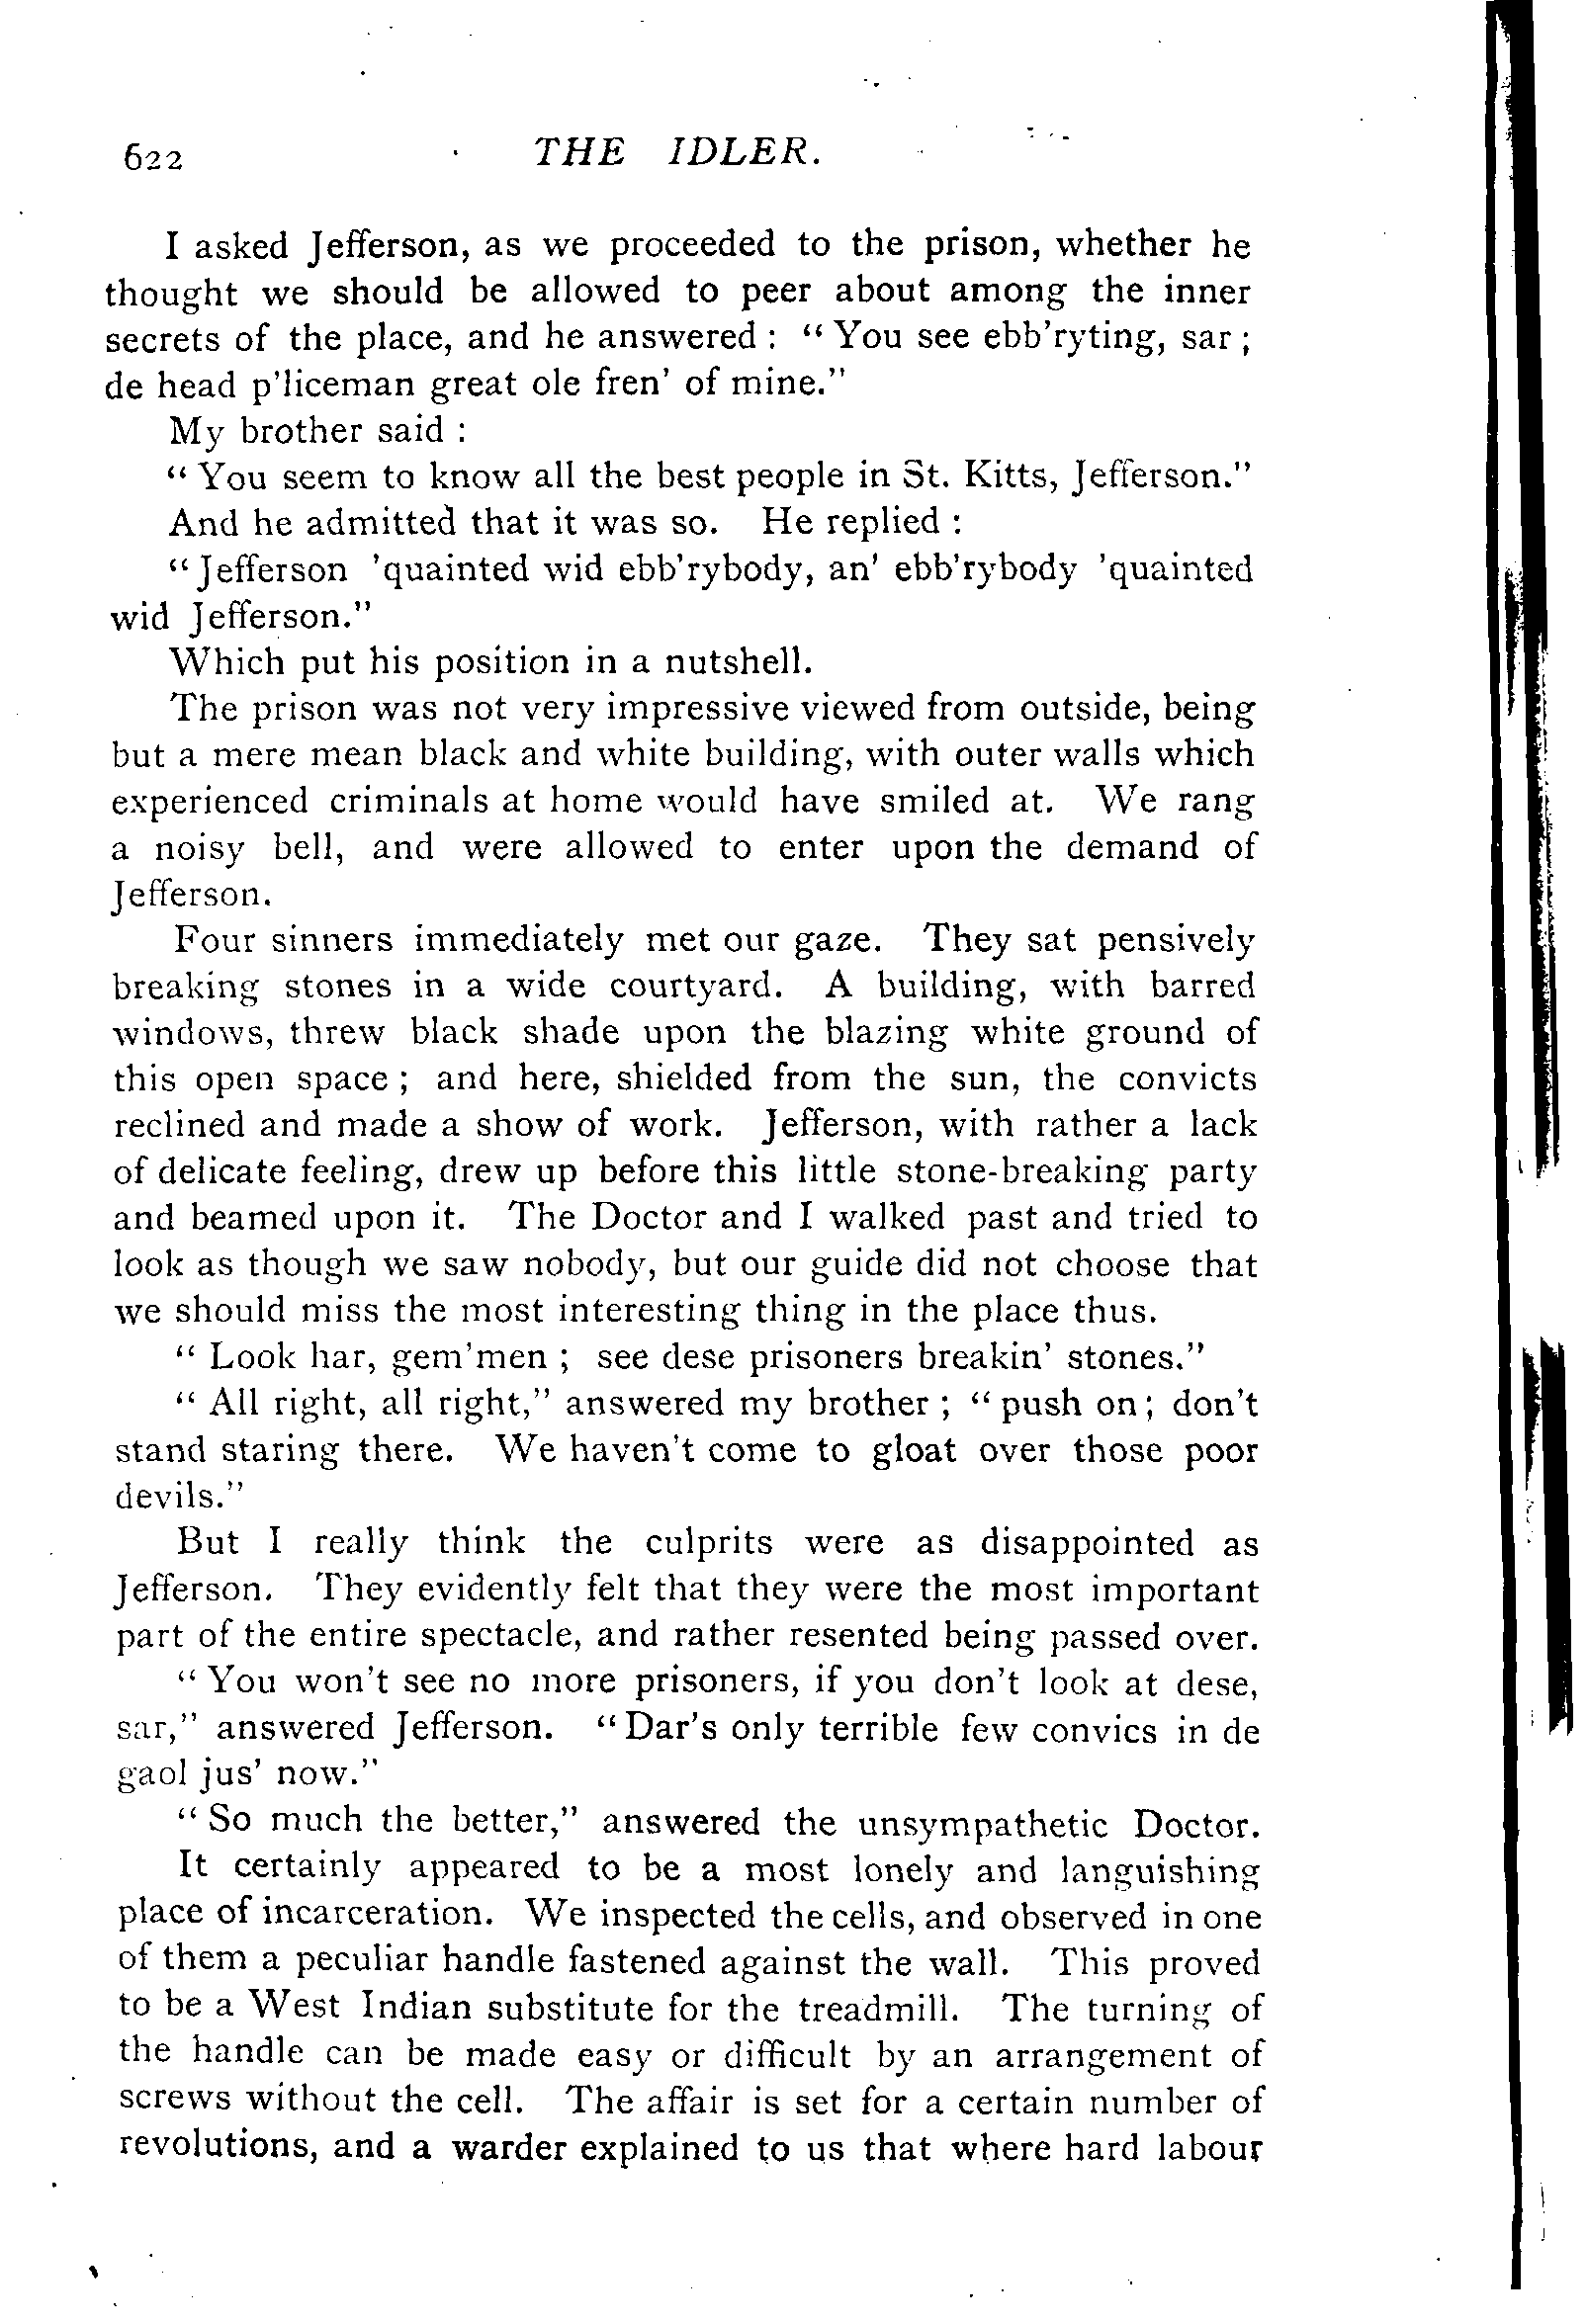 622 THE IDLER.
I asked Jefferson, as we proceeded to the prison, whether he
thought we should be allowed to peer about among the inner
secrets of the place, and he answered : “ You see ebb'ryting, sar ;
de head p'liceman great ole fren' of mine.”
My brother said :
“ You seem to know all the best people in St. Kitts, Jefferson.”
And he admitted that it was so. He replied :
“ Jefferson 'quainted wid ebb'rybody, an' ebb'rybody 'quainted
wid Jefferson.”
Which put his position in a nutshell.
The prison was not very impressive viewed from outside, being
but a mere mean black and white building, with outer walls which
experienced criminals at home would have smiled at. We rang
a noisy bell, and were allowed to enter upon the demand of
Jefferson.
Four sinners immediately met our gaze. They sat pensively
breaking stones in a wide courtyard. A building, with barred
windows, threw black shade upon the blazing white ground of
this open space ; and here, shielded from the sun, the convicts
reclined and made a show of work. Jefferson, with rather a lack
of delicate feeling, drew up before this little stone-breaking party
and beamed upon it. The Doctor and I walked past and tried to
look as though we saw nobody, but our guide did not choose that
we should miss the most interesting thing in the place thus.
“ Look har, gem'men ; see dese prisoners breakin' stones.”
“ All right, all right,” answered my brother ; “ push on ; don't
stand staring there. We haven't come to gloat over those poor
devils.”
But I really think the culprits were as disappointed as
Jefferson. They evidently felt that they were the most important
part of the entire spectacle, and rather resented being passed over.
“ You won't see no more prisoners, if you don't look at dese,
sar,” answered Jefferson. “ Dar's only terrible few convics in de
gaol jus' now.”
“ So much the better,” answered the unsympathetic Doctor.
It certainly appeared to be a most lonely and languishing
place of incarceration. We inspected the cells, and observed in one
of them a peculiar handle fastened against the wall. This proved
to be a West Indian substitute for the treadmill. The turning of
the handle can be made easy or difficult by an arrangement of
screws without the cell. The affair is set for a certain number of
revolutions, and a warder explained to us that where hard labour